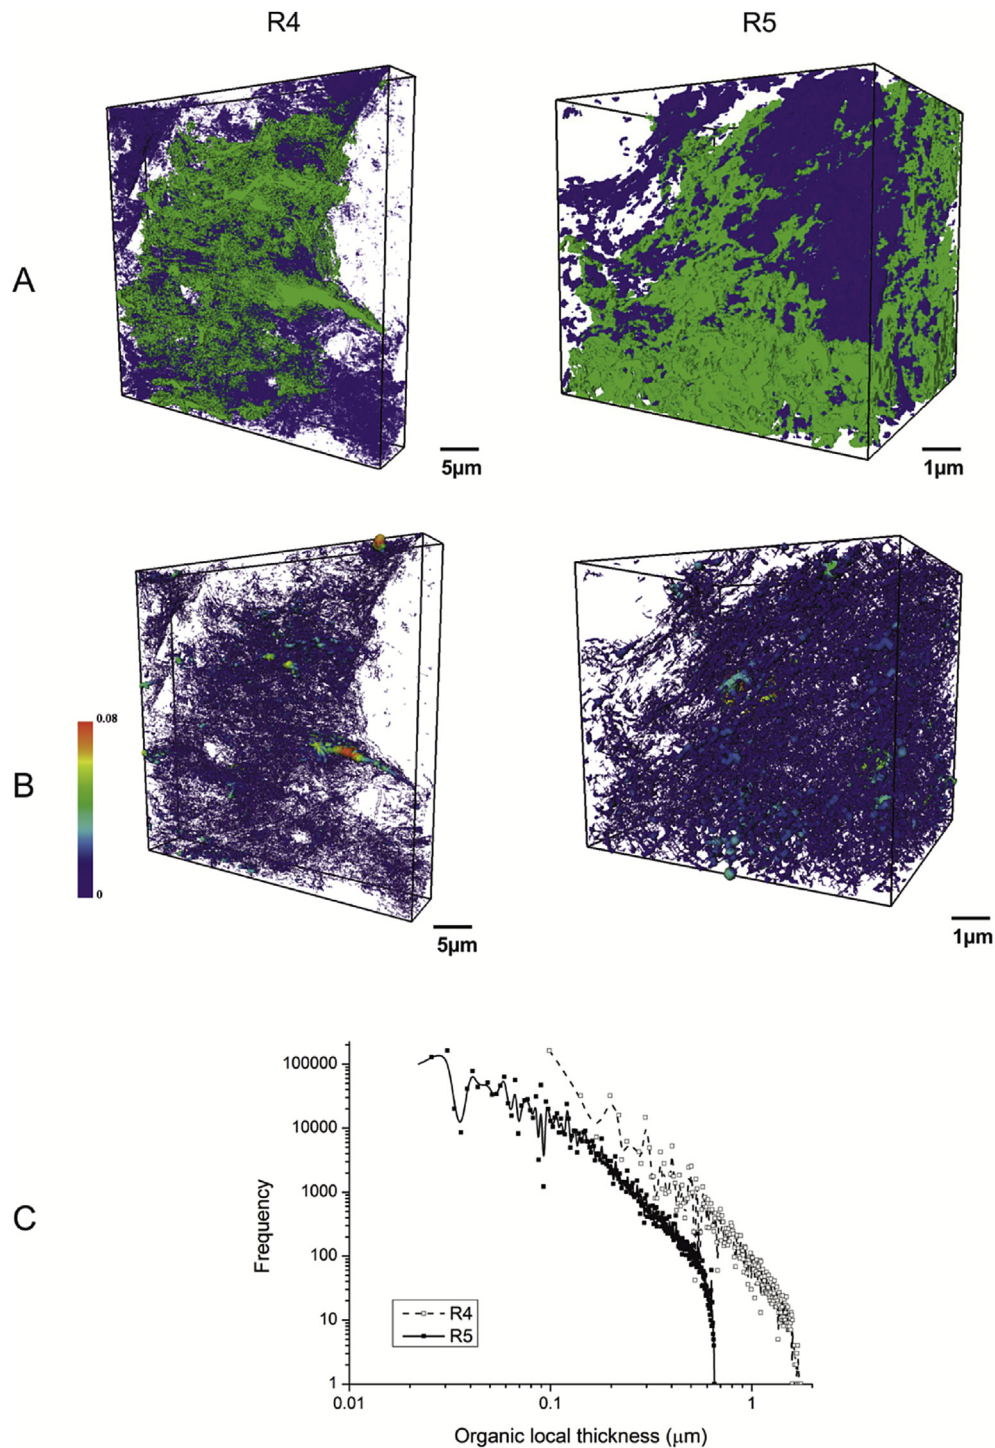 R4 R5
A
5µm 1µm
0.08
B
0
5µm 1µm
100000
10000
1000
C
Frequency
100
10
R4
R5
1
0.01 0.1 1
Organic local thickness (µm)